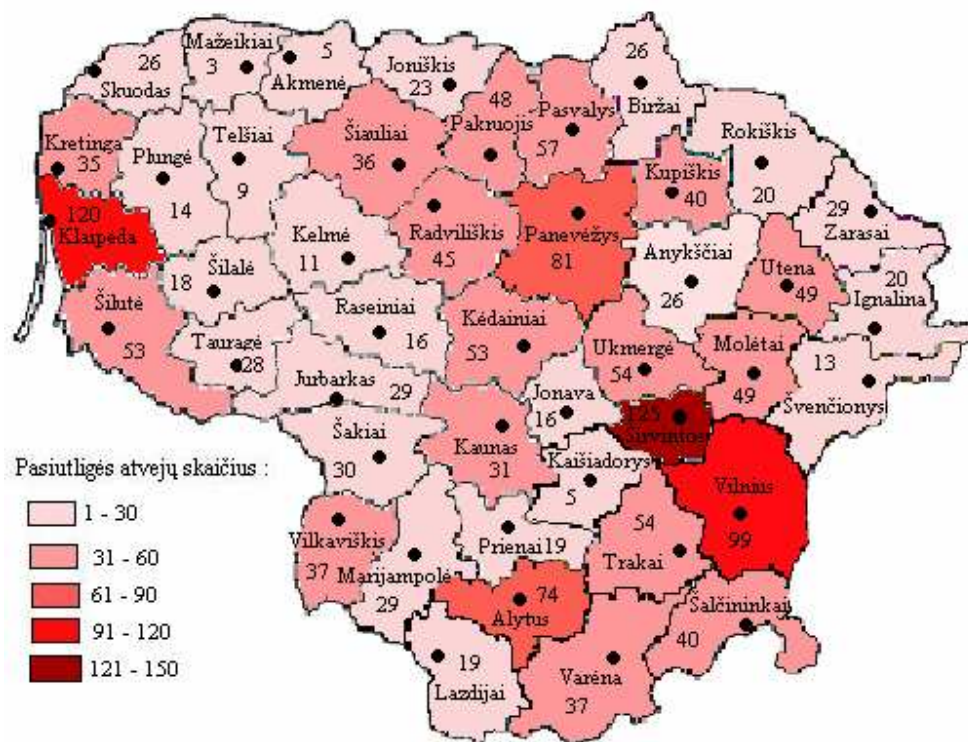 Mažeikiai
3
26
Skuodas
5
Akmenė
Joniškis
23
26
Biržai
48
Pakruojis
Pasvalys
57
Rokiškis
20
Kretinga
35
Plungė
14
Telšiai
9
Šiauliai
36
Kupiškis
40
29
Zarasai
120
Klaipėda
Kelmė
11
Radviliškis
45
Panevėžys
81
Anykščiai
26
Utena
49
20
Ignalina
18
Šilalė
Šilutė
53
Raseiniai
16
Kėdainiai
53
Tauragė
28
Ukmergė
54
Molėtai
49
13
Švenčionys
Jurbarkas
29
Jonava
16
125
Širvintos
Šakiai
30
Kaunas
31
Kaišiadorys
5
Vilnius
99
Pasiutligės atvejų skaičius :
1 - 30
31 - 60
61 - 90
91 - 120
121 - 150
Vilkaviškis
37
Marijampolė
29
Prienai 19
54
Trakai
74
Alytus
Šalčininkai
40
19
Lazdijai
Varėna
37